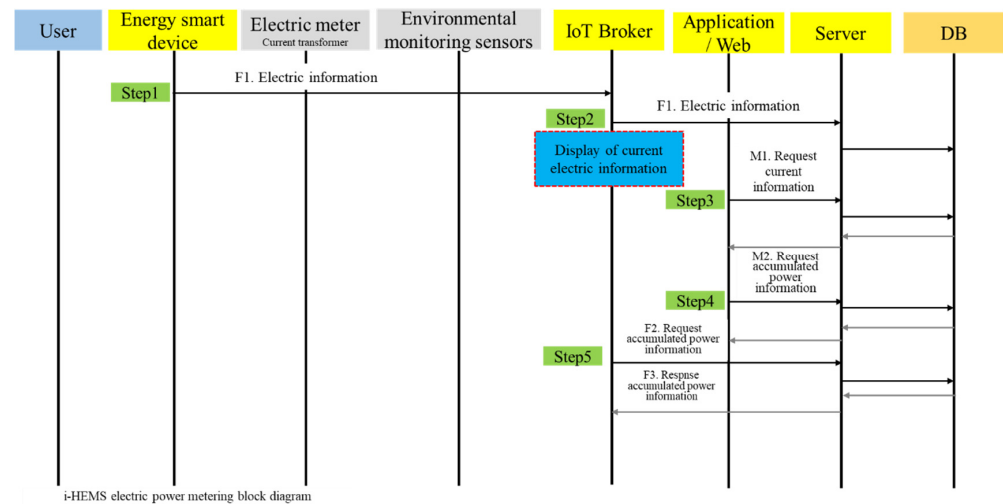 User
Energy smart
device
Electric meter
Current transformer
Environmental
monitoring sensors
IoT Broker
Application
/ Web
Server
DB
F1. Electric information
Step1
F1. Electric information
Step2
Display of current
electric information
M1. Request
current
information
Step3
M2. Request
accumulated
power
information
Step4
F2. Request
accumulated power
information
Step5
F3. Respnse
accumulated power
information
i-HEMS electric power metering block diagram